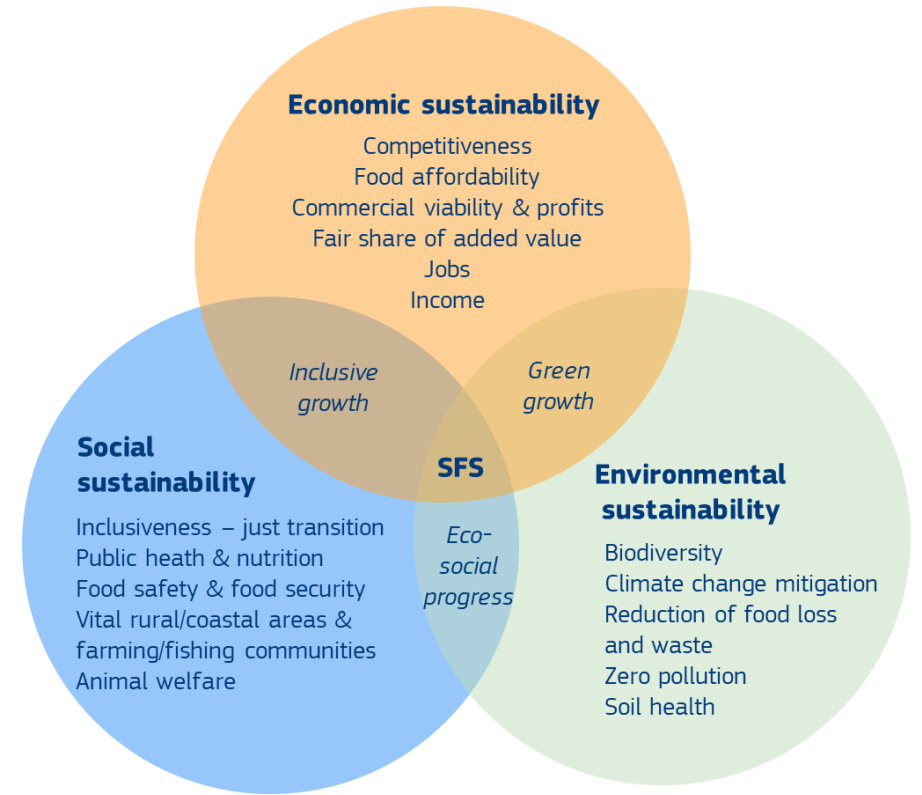 Economic sustainability
Competitiveness
Food affordability
Commercial viability & profits
Fair share of added value
Jobs
Income
Inclusive
growth
Green
growth
SFS
Social
sustainability
Inclusiveness – just transition
Public heath & nutrition
Food safety & food security
Vital rural/coastal areas &
farming/fishing communities
Animal welfare
Eco-
social
progress
Environmental
sustainability
Biodiversity
Climate change mitigation
Reduction of food loss
and waste
Zero pollution
Soil health